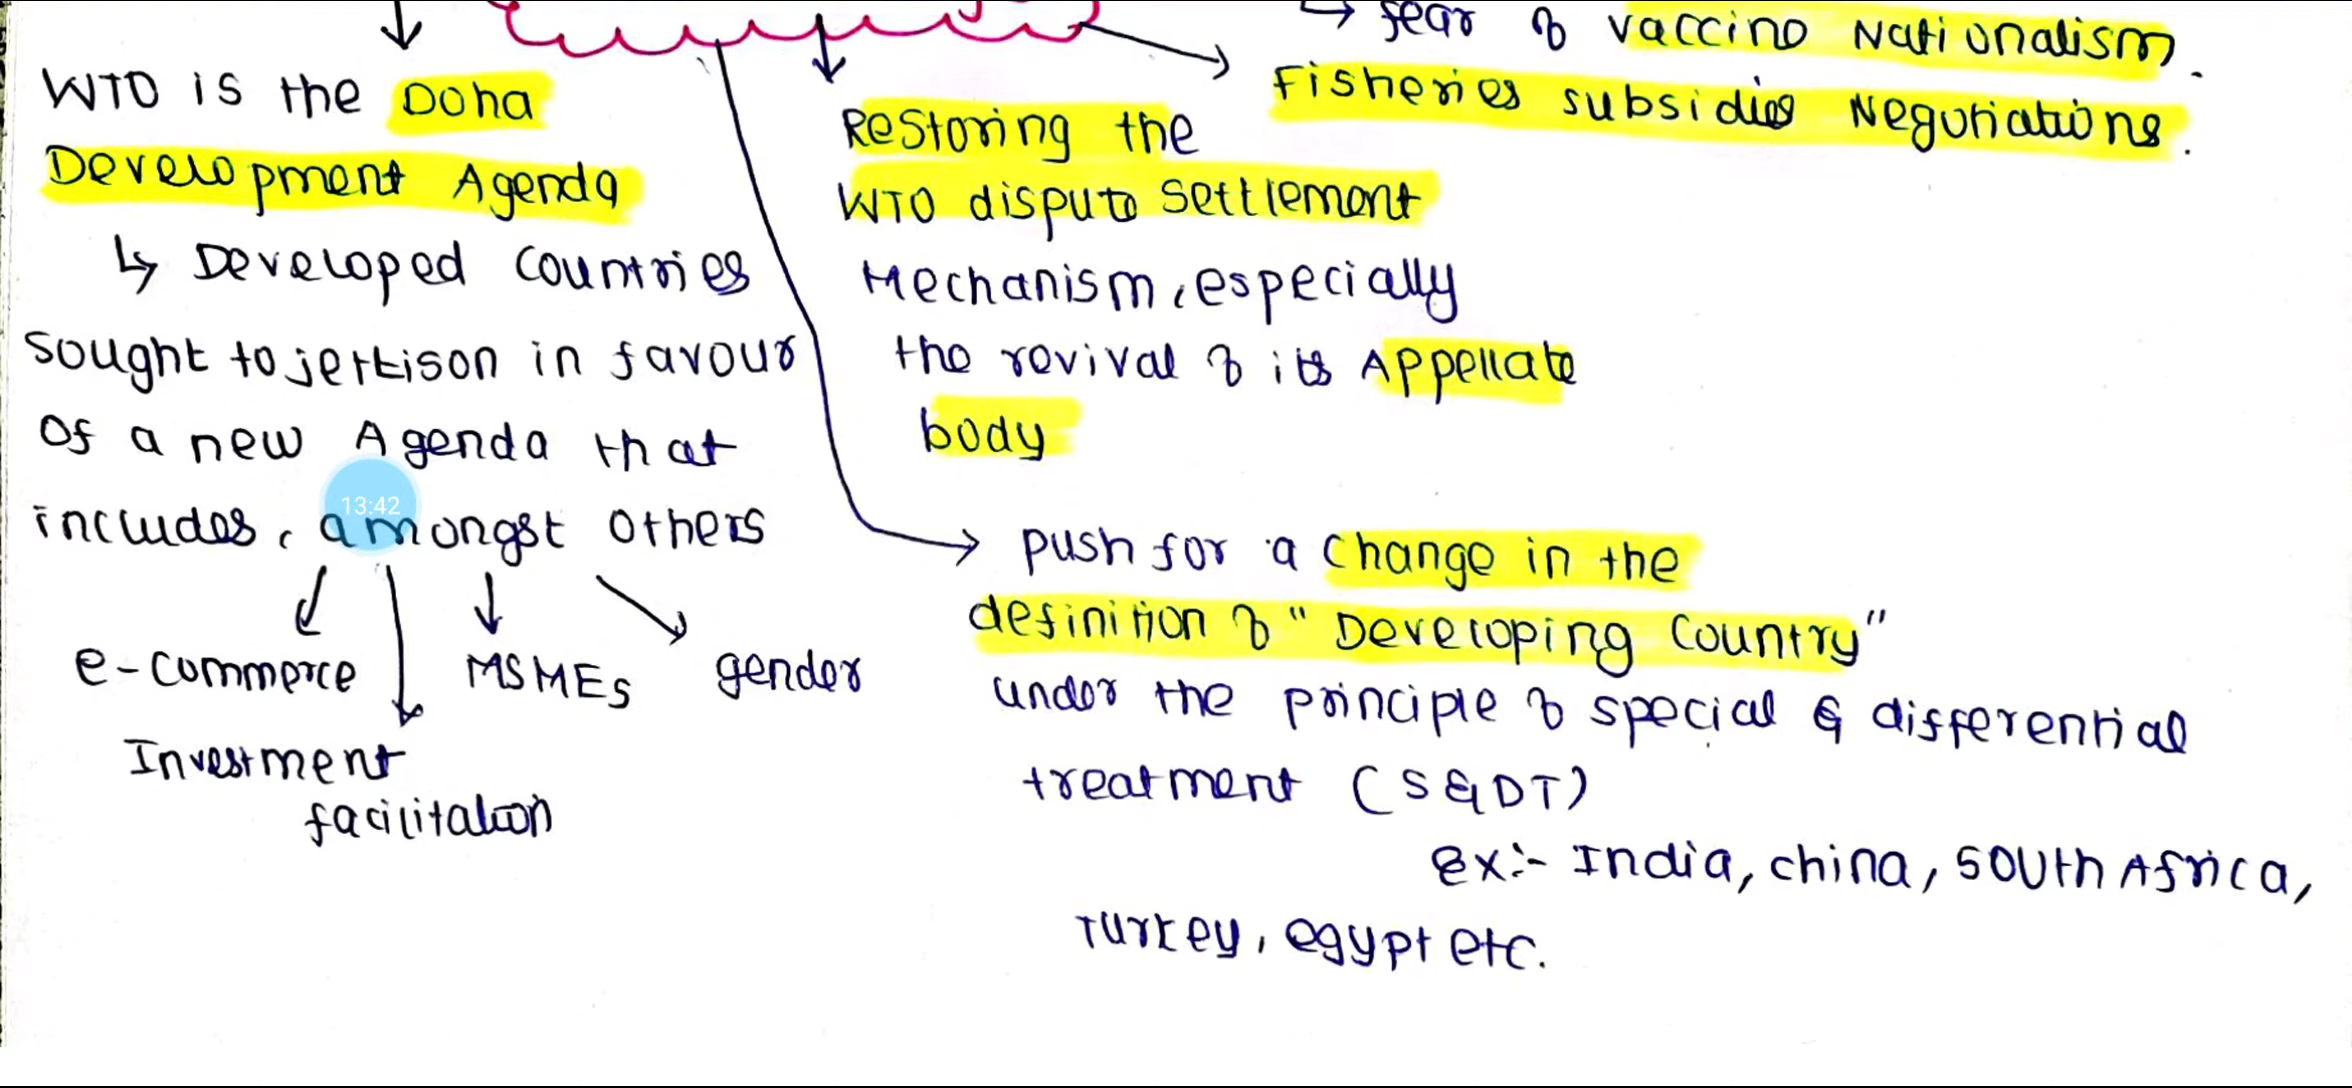 WTO is the Doha
Development Agenda
↳ Developed countries
sought to jettison in favour
of a new Agenda that
includes, amongst others
e-commerce
MSMEs
gender
Investment
facilitation
13:42
Restoring the
WTO dispute settlement
Mechanism, especially
the revival of its Appellate
body
↳ fear of vaccine Nationalism.
Fisheries subsidies Negotiations.
push for a change in the
definition of "Developing Country"
under the principle of special & differential
treatment (S&DT)
ex:- India, china, South Africa,
Turkey, egypt etc.